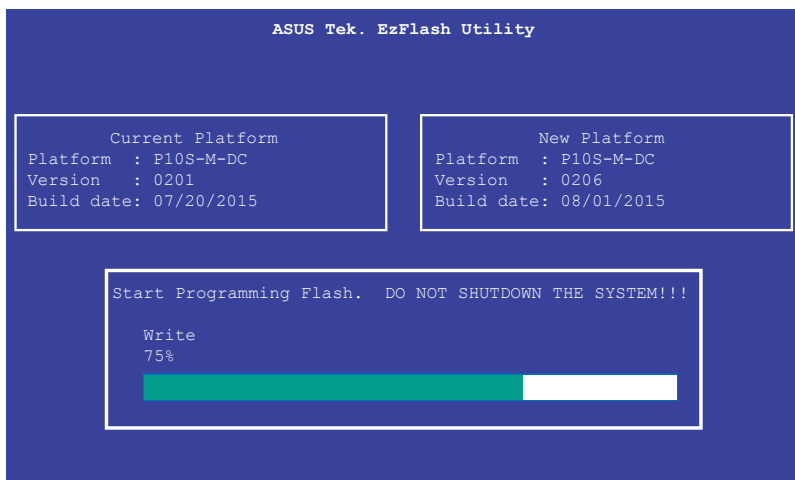 ASUS Tek. EzFlash Utility
Current Platform
Platform : P10S-M-DC
Version : 0201
Build date: 07/20/2015
New Platform
Platform : P10S-M-DC
Version : 0206
Build date: 08/01/2015
Start Programming Flash. DO NOT SHUTDOWN THE SYSTEM!!!
Write
75%